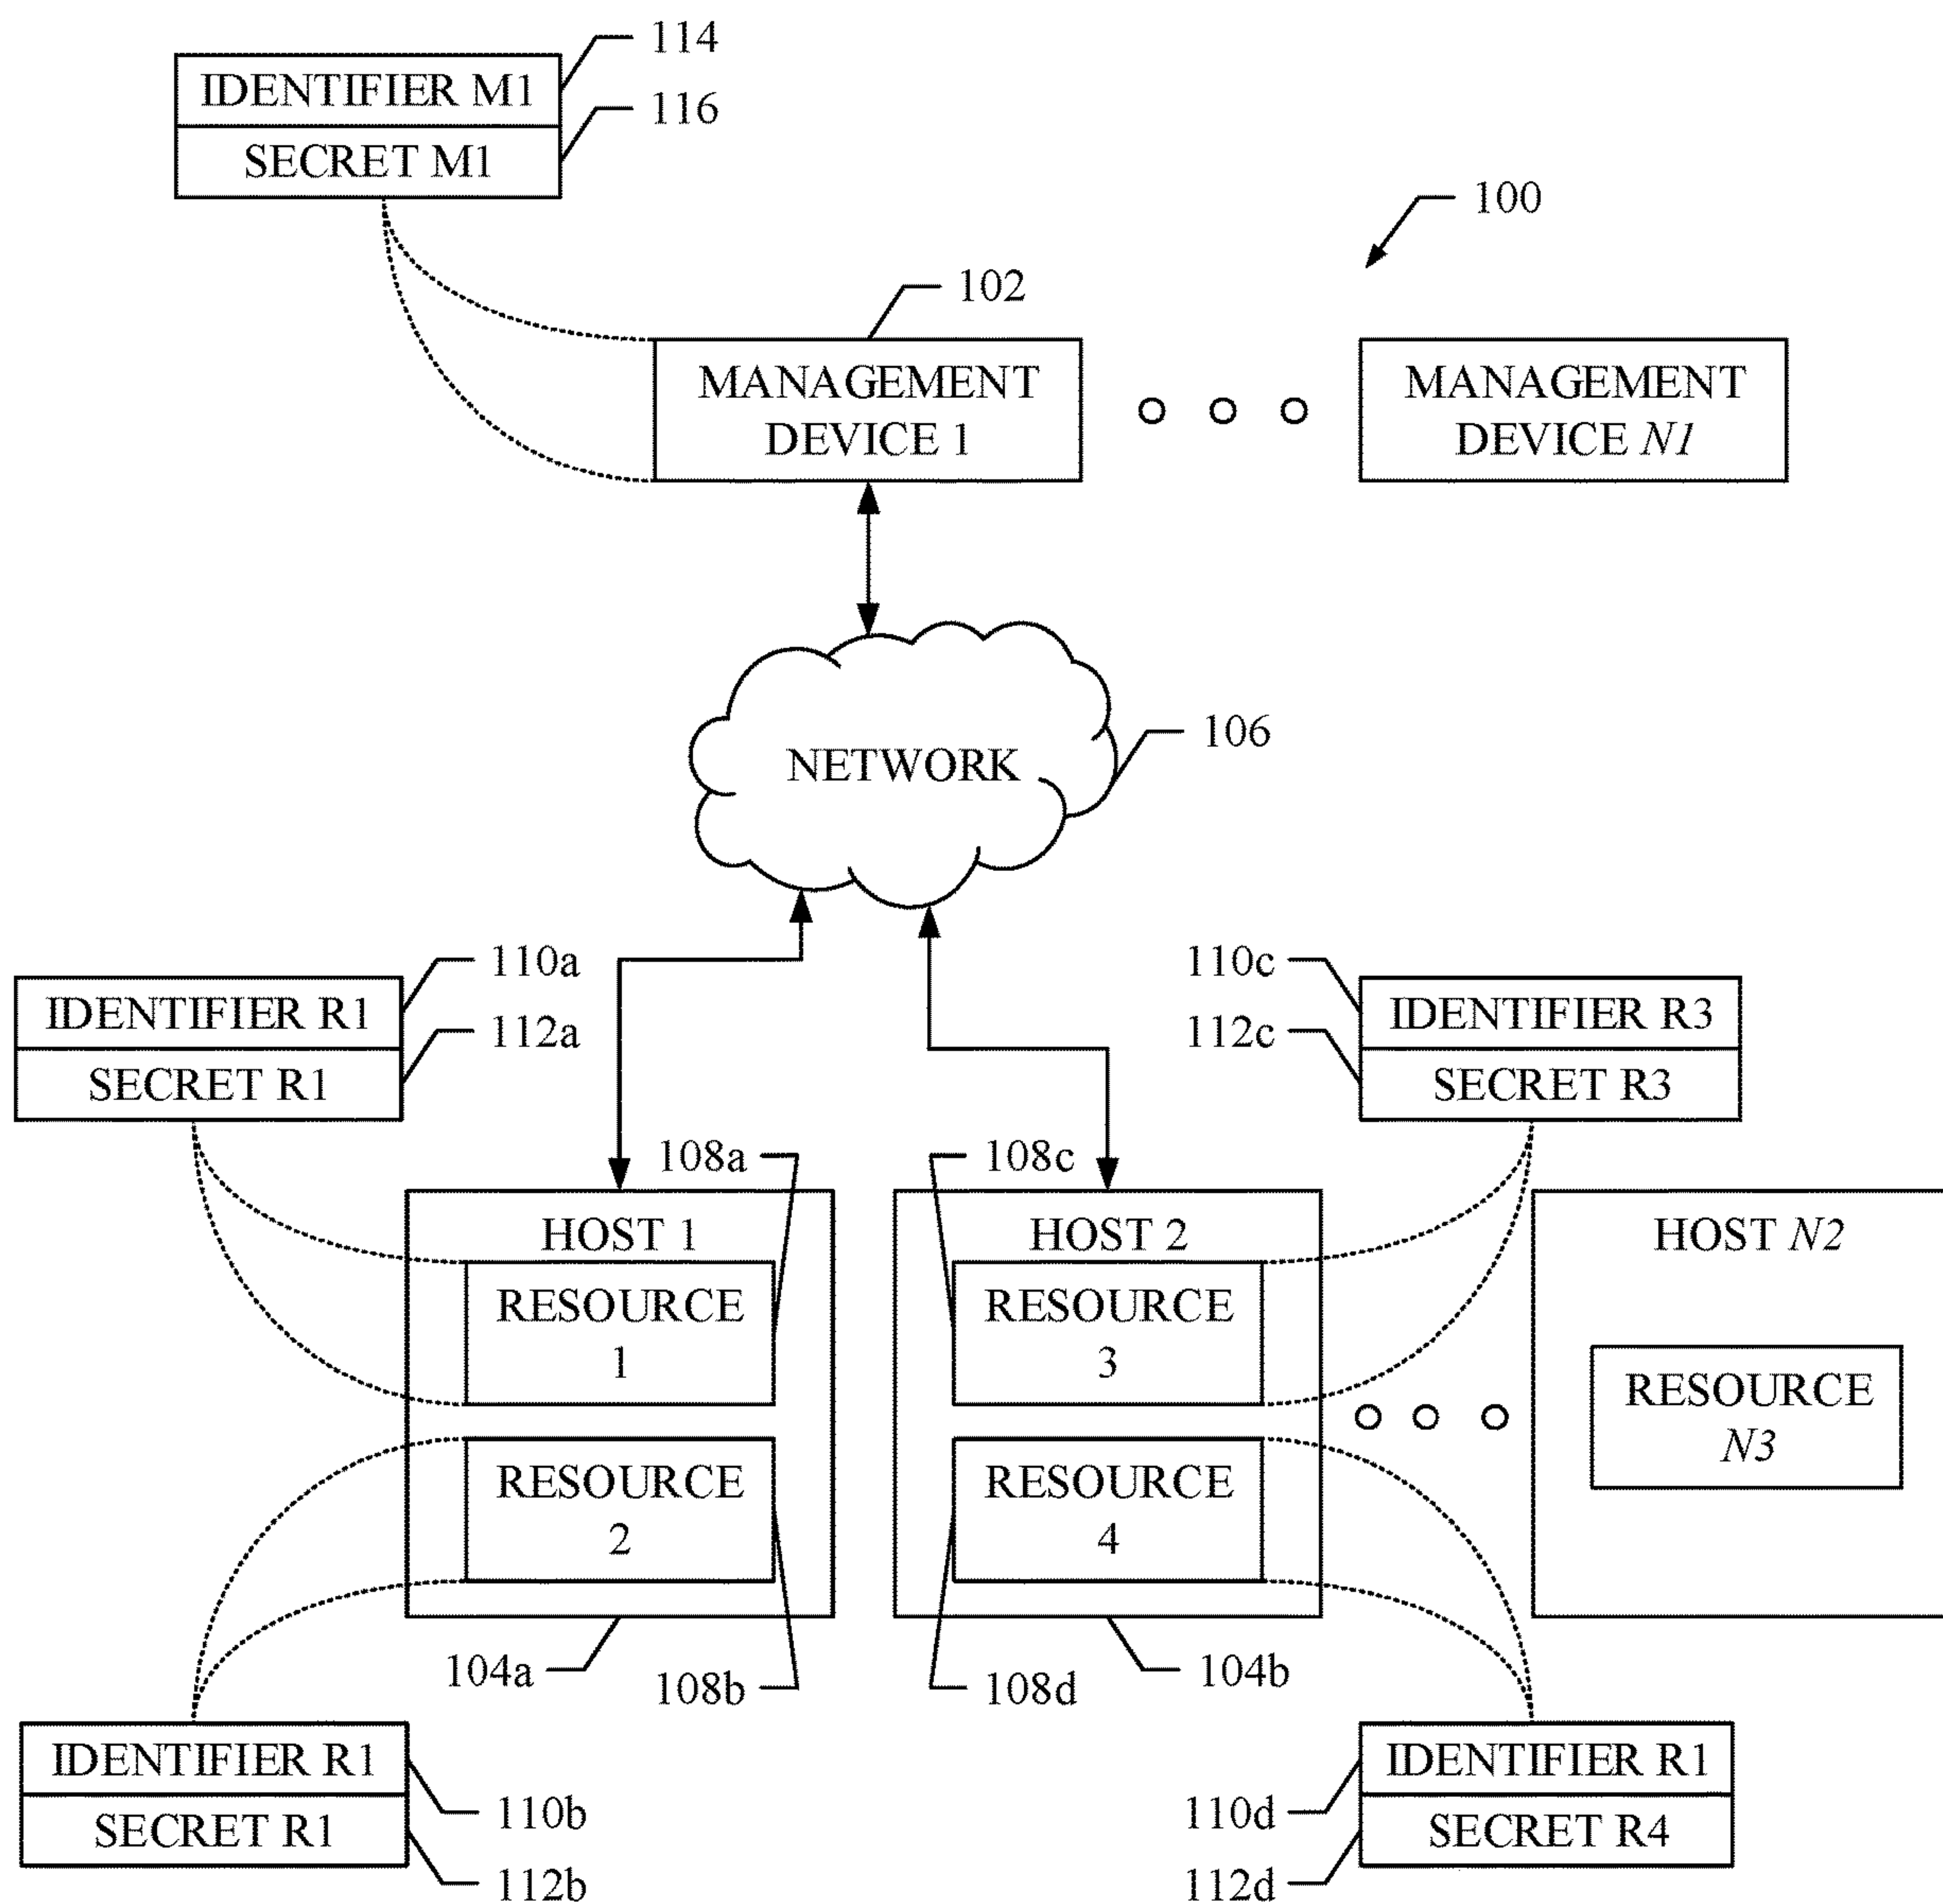 114
IDENTIFIER M1
116
SECRET M1
100
102
MANAGEMENT
DEVICE 1
MANAGEMENT
DEVICE N1
106
NETWORK
110a
IDENTIFIER R1
112a
SECRET R1
110c
IDENTIFIER R3
112c
SECRET R3
108a
108c
HOST 1
RESOURCE
1
RESOURCE
2
HOST 2
RESOURCE
3
RESOURCE
4
HOST N2
RESOURCE
N3
104a
108b
108d
104b
IDENTIFIER R1
110b
SECRET R1
112b
IDENTIFIER R1
110d
SECRET R4
112d